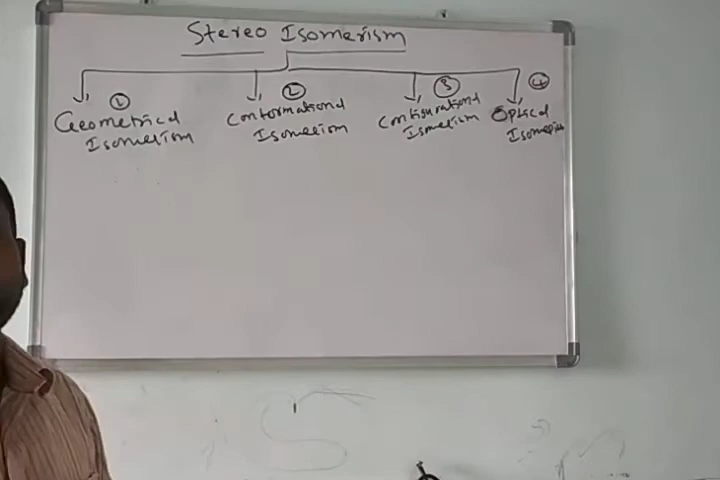 Stereo Isomerism
① ② ③ ④
Geometrical Conformational Configurational Optical
Isomerism Isomerism Isomerism Isomerism